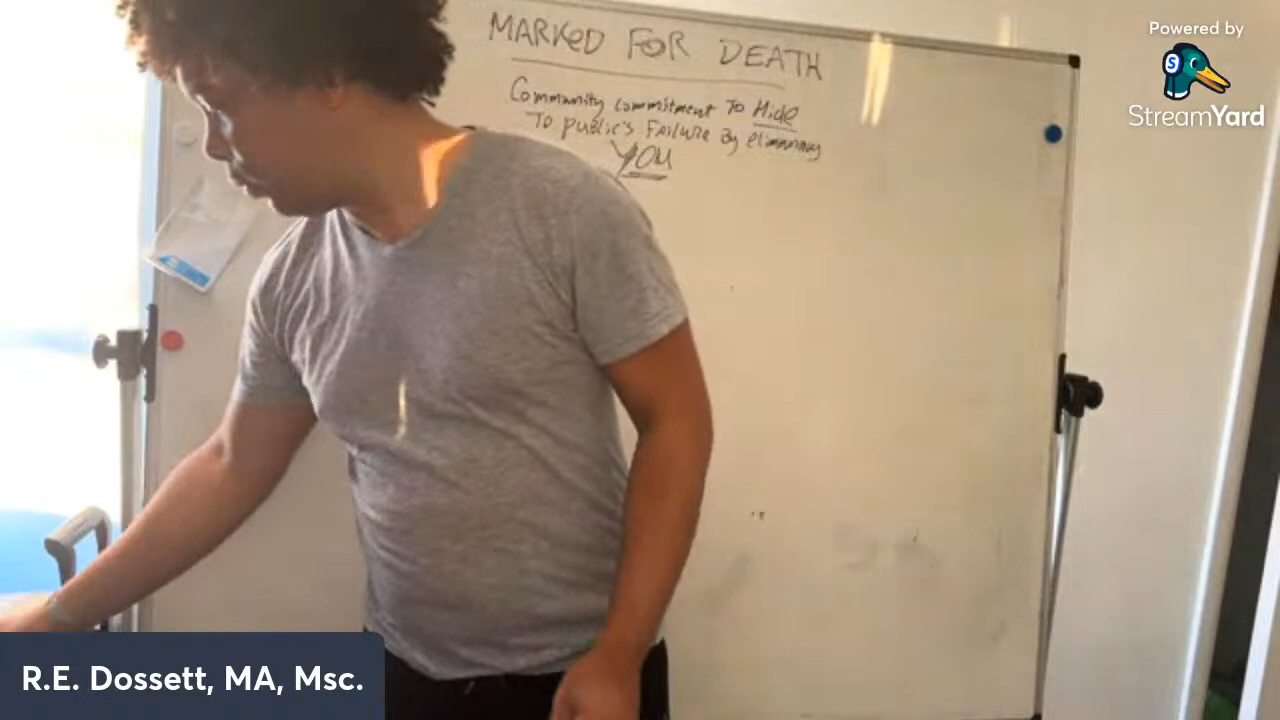 Powered by
StreamYard
MARKED FOR DEATH
Community commitment To Hide
To public's Failure By eliminating
YOU
R.E. Dossett, MA, Msc.